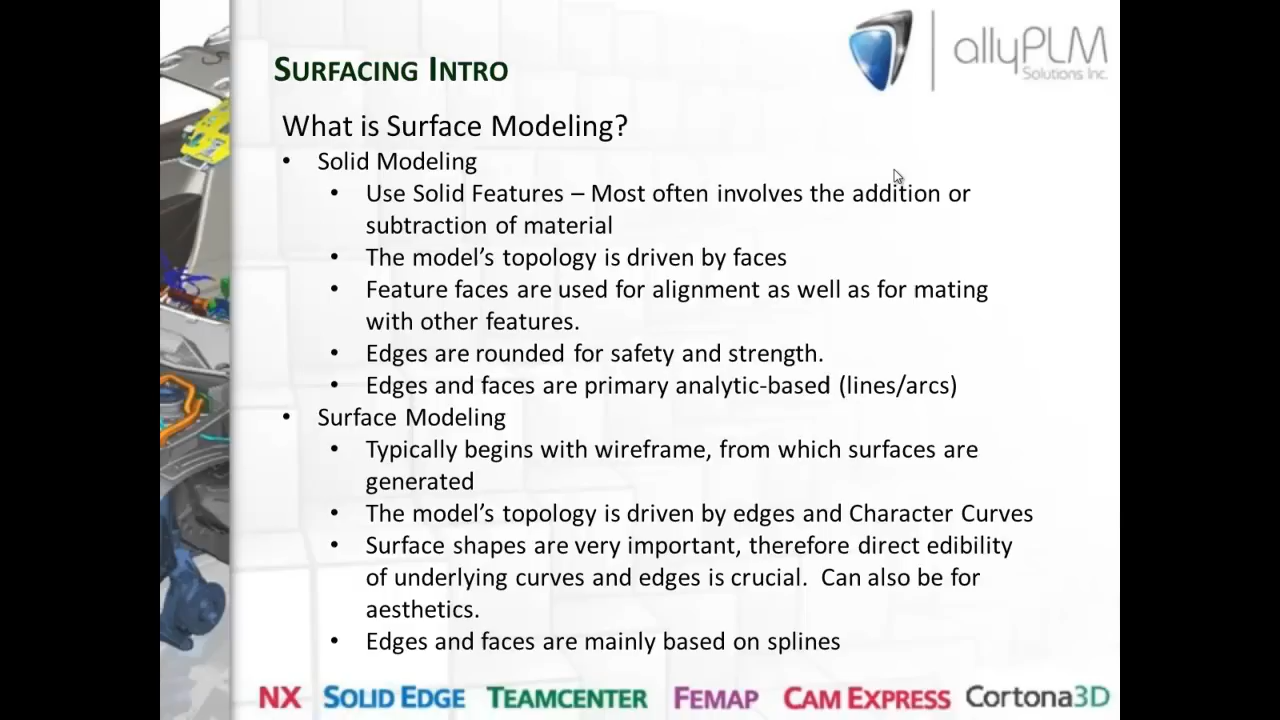 SURFACING INTRO
allyPLM
Solutions Inc.
What is Surface Modeling?
• Solid Modeling
• Use Solid Features – Most often involves the addition or
subtraction of material
• The model’s topology is driven by faces
• Feature faces are used for alignment as well as for mating
with other features.
• Edges are rounded for safety and strength.
• Edges and faces are primary analytic-based (lines/arcs)
• Surface Modeling
• Typically begins with wireframe, from which surfaces are
generated
• The model’s topology is driven by edges and Character Curves
• Surface shapes are very important, therefore direct edibility
of underlying curves and edges is crucial.  Can also be for
aesthetics.
• Edges and faces are mainly based on splines
NX SOLID EDGE TEAMCENTER FEMAP CAM EXPRESS Cortona3D